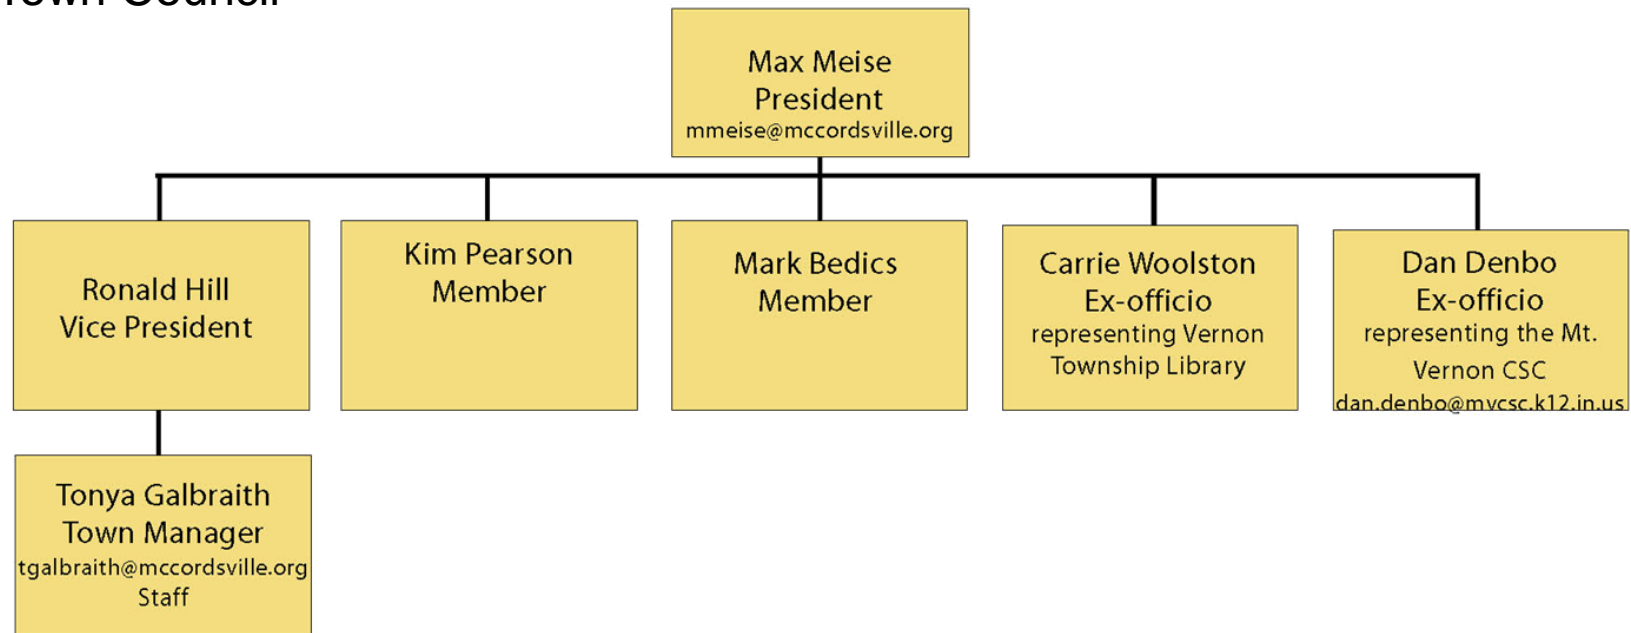 Town Council
Max Meise
President
mmeise@mccordsville.org
Ronald Hill
Vice President
Kim Pearson
Member
Mark Bedics
Member
Carrie Woolston
Ex-officio
representing Vernon
Township Library
Dan Denbo
Ex-officio
representing the Mt.
Vernon CSC
dan.denbo@mvcsc.k12.in.us
Tonya Galbraith
Town Manager
tgalbraith@mccordsville.org
Staff